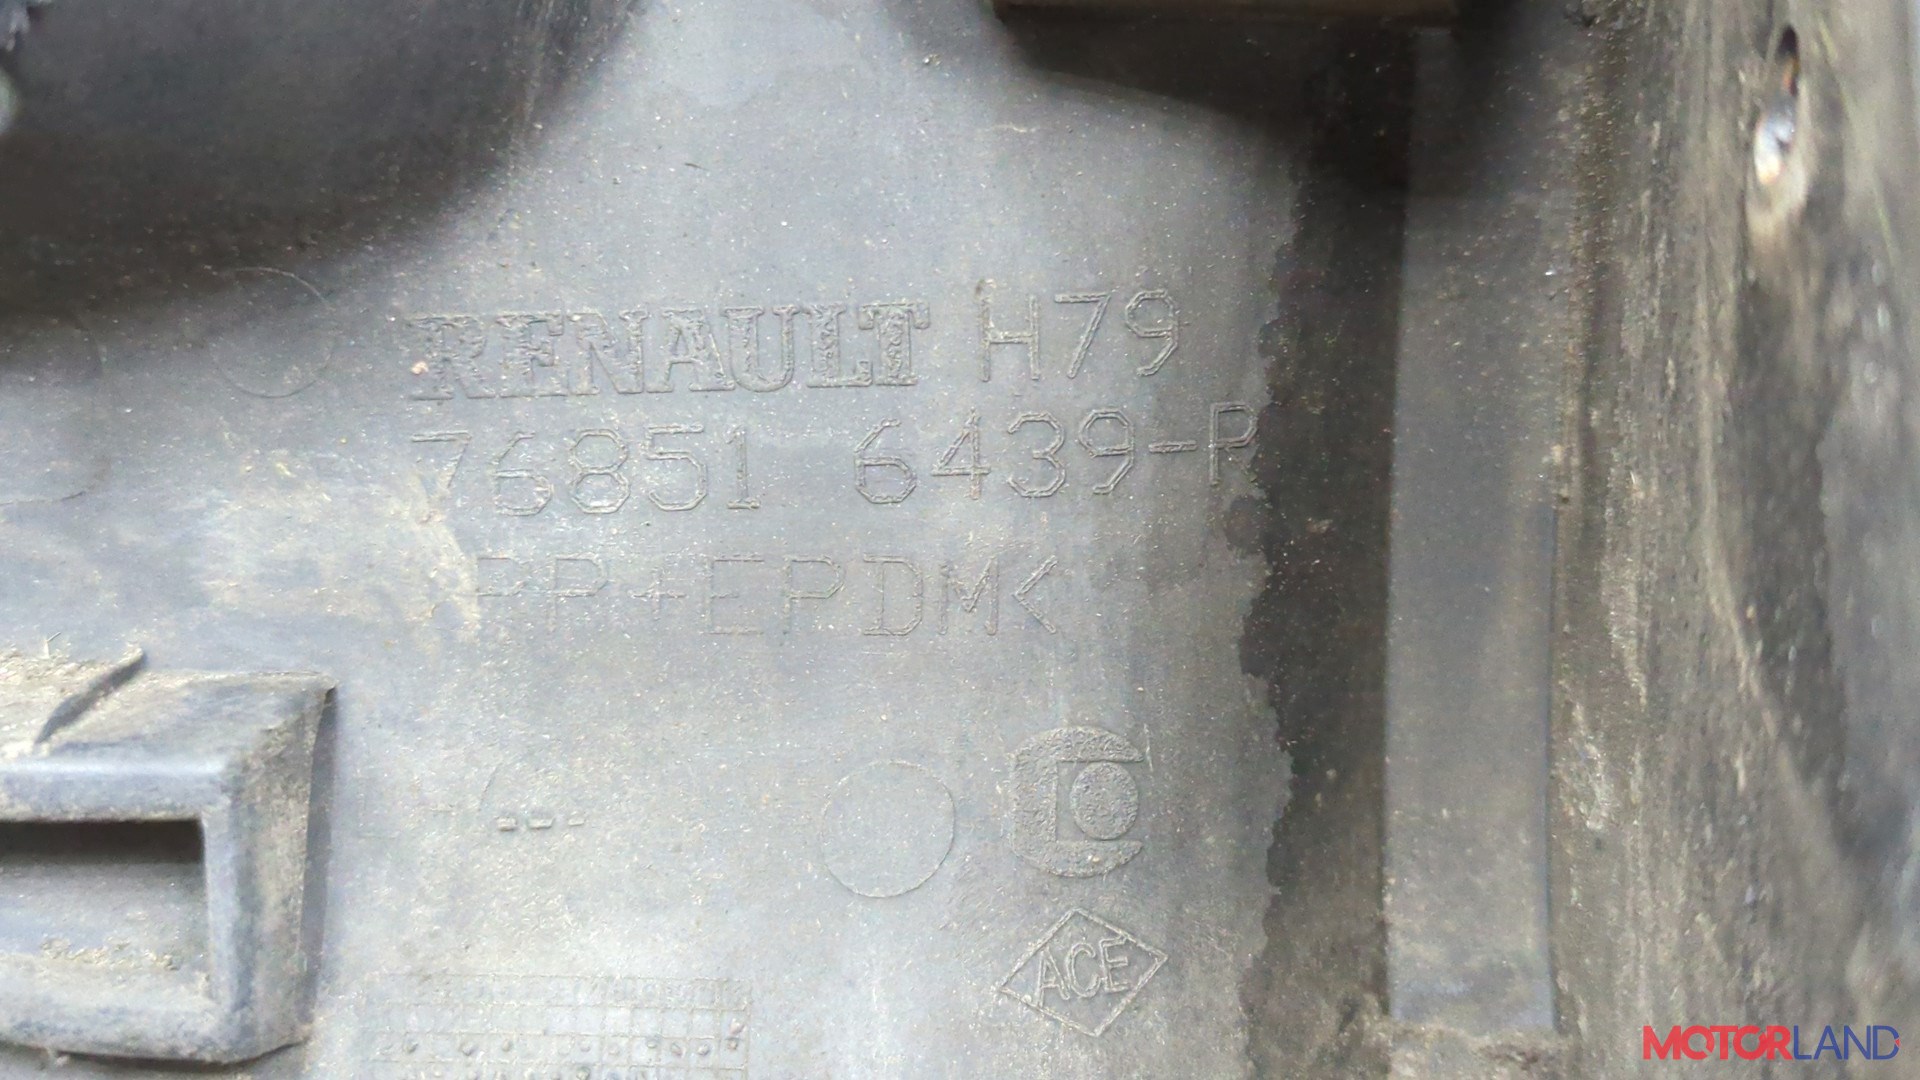 RENAULT H79
76851 6439-R
PP+EPDM<
ACE
MOTORLAND